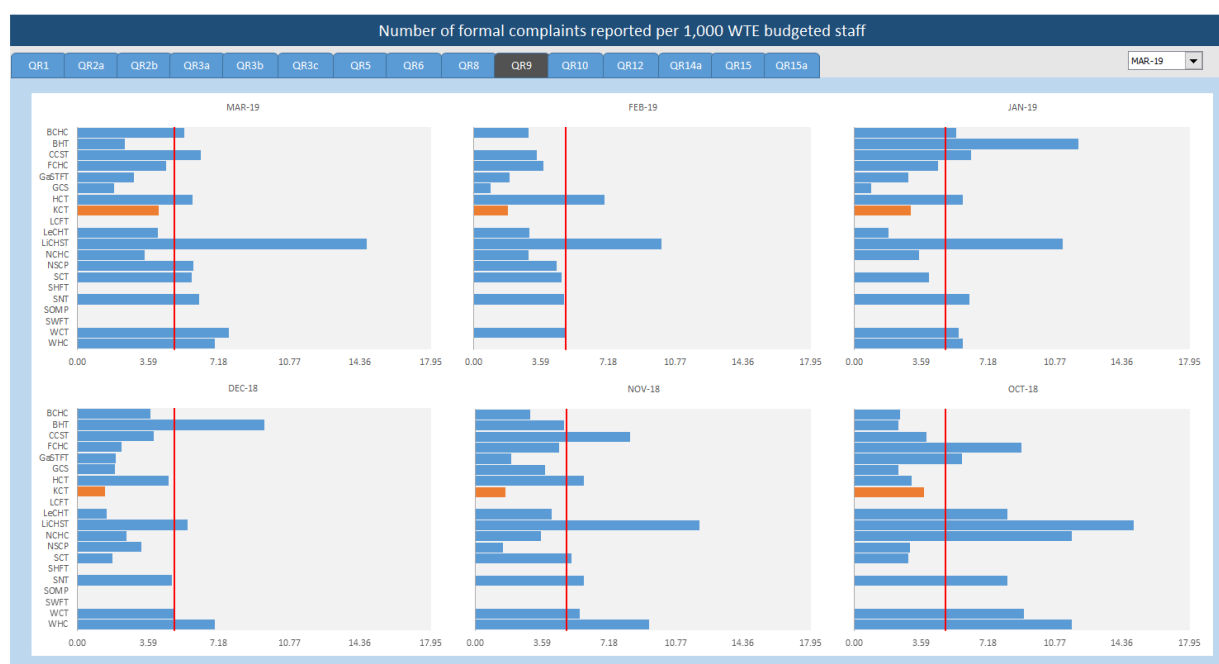 Number of formal complaints reported per 1,000 WTE budgeted staff
QR1 QR2a QR2b QR3a QR3b QR3c QR5 QR6 QR8 QR9 QR10 QR12 QR14a QR15 QR15a MAR-19
MAR-19 FEB-19 JAN-19
BCHC
BHT
CCST
FCHC
GaSTFT
GCS
HCT
KCT
LCFT
LeCHT
LiCHST
NCHC
NSCP
SCT
SHFT
SNT
SOMP
SWFT
WCT
WHC
0.00 3.59 7.18 10.77 14.36 17.95 0.00 3.59 7.18 10.77 14.36 17.95 0.00 3.59 7.18 10.77 14.36 17.95
DEC-18 NOV-18 OCT-18
BCHC
BHT
CCST
FCHC
GaSTFT
GCS
HCT
KCT
LCFT
LeCHT
LiCHST
NCHC
NSCP
SCT
SHFT
SNT
SOMP
SWFT
WCT
WHC
0.00 3.59 7.18 10.77 14.36 17.95 0.00 3.59 7.18 10.77 14.36 17.95 0.00 3.59 7.18 10.77 14.36 17.95